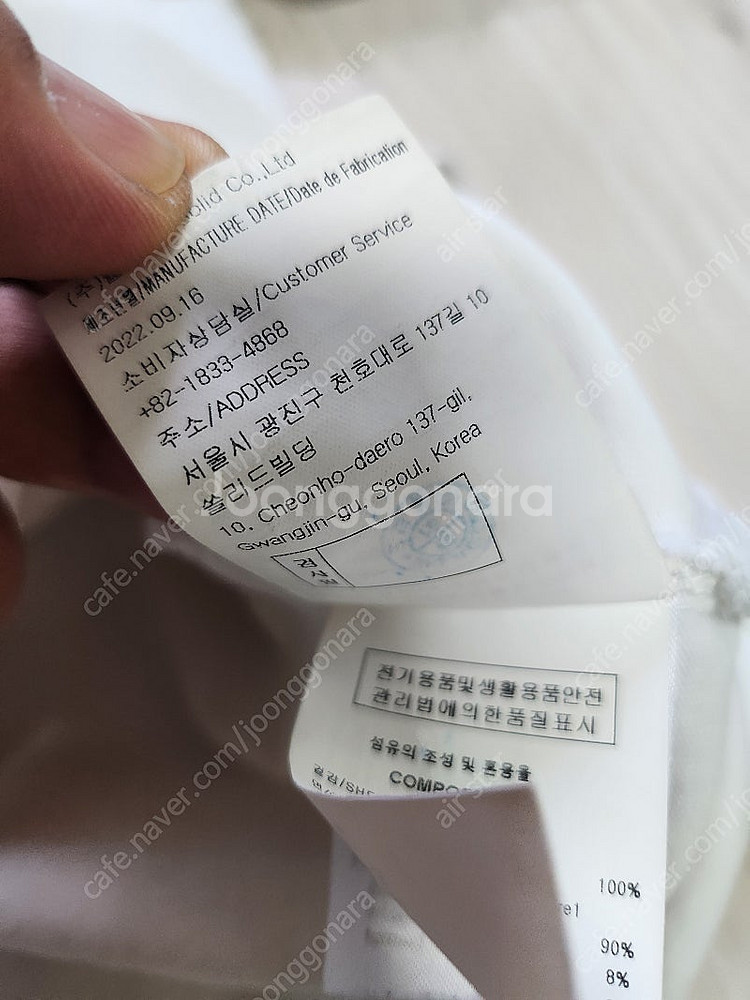 Co.,Ltd
제조년월/MANUFACTURE DATE/Date de Fabrication
2022.09.16
소비자상담실/Customer Service
+82-1833-4868
주소/ADDRESS
서울시 광진구 천호대로 137길 10
쏠리드빌딩
10, Cheonho-daero 137-gil,
Gwangjin-gu, Seoul, Korea
joonggonara
air star
전기용품및생활용품안전
관리법에의한품질표시
섬유의 조성 및 혼용율
100%
90%
8%
cafe.naver.com/joonggonara